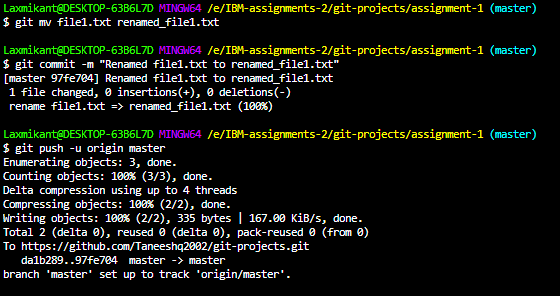 Laxmikant@DESKTOP-63B6L7D MINGW64 /e/IBM-assignments-2/git-projects/assignment-1 (master)
$ git mv file1.txt renamed_file1.txt
Laxmikant@DESKTOP-63B6L7D MINGW64 /e/IBM-assignments-2/git-projects/assignment-1 (master)
$ git commit -m "Renamed file1.txt to renamed_file1.txt"
[master 97fe704] Renamed file1.txt to renamed_file1.txt
 1 file changed, 0 insertions(+), 0 deletions(-)
 rename file1.txt => renamed_file1.txt (100%)
Laxmikant@DESKTOP-63B6L7D MINGW64 /e/IBM-assignments-2/git-projects/assignment-1 (master)
$ git push -u origin master
Enumerating objects: 3, done.
Counting objects: 100% (3/3), done.
Delta compression using up to 4 threads
Compressing objects: 100% (2/2), done.
Writing objects: 100% (2/2), 335 bytes | 167.00 KiB/s, done.
Total 2 (delta 0), reused 0 (delta 0), pack-reused 0 (from 0)
To https://github.com/Taneeshq2002/git-projects.git
   da1b289..97fe704  master -> master
branch 'master' set up to track 'origin/master'.